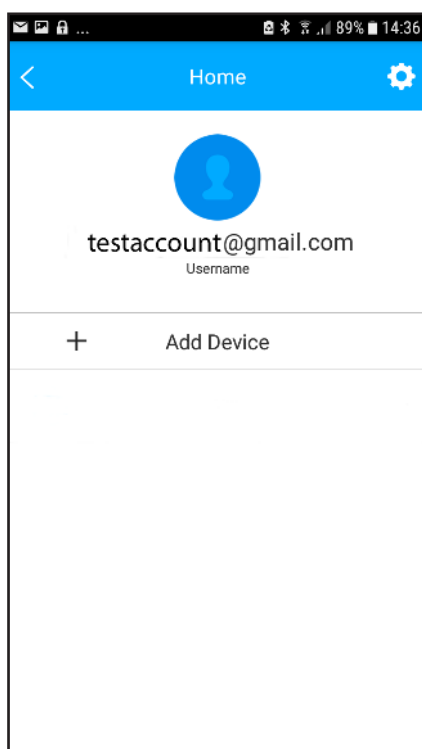 ... 89% 14:36
Home
testaccount@gmail.com
Username
+ Add Device